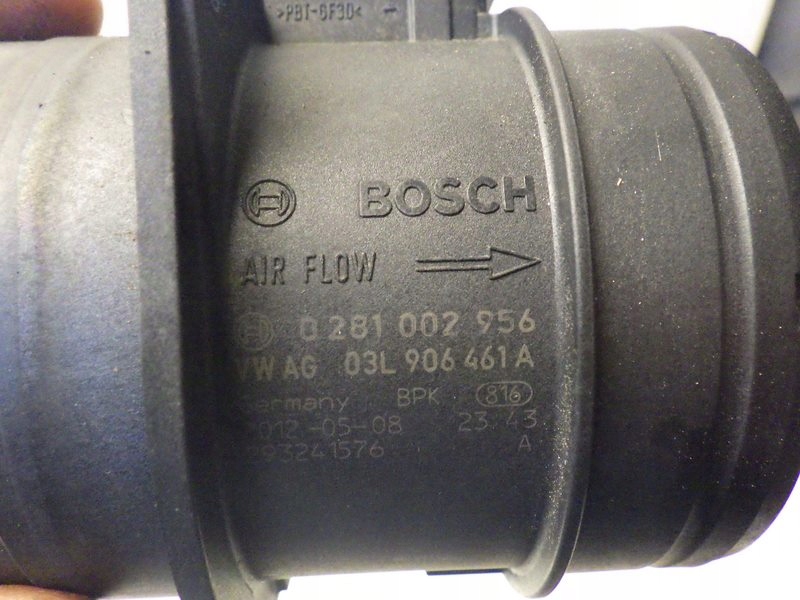 >PBT-GF30<
BOSCH
AIR FLOW
0 281 002 956
VW AG 03L 906 461 A
Germany BPK 816
2012-05-08 23 43
93241576 A